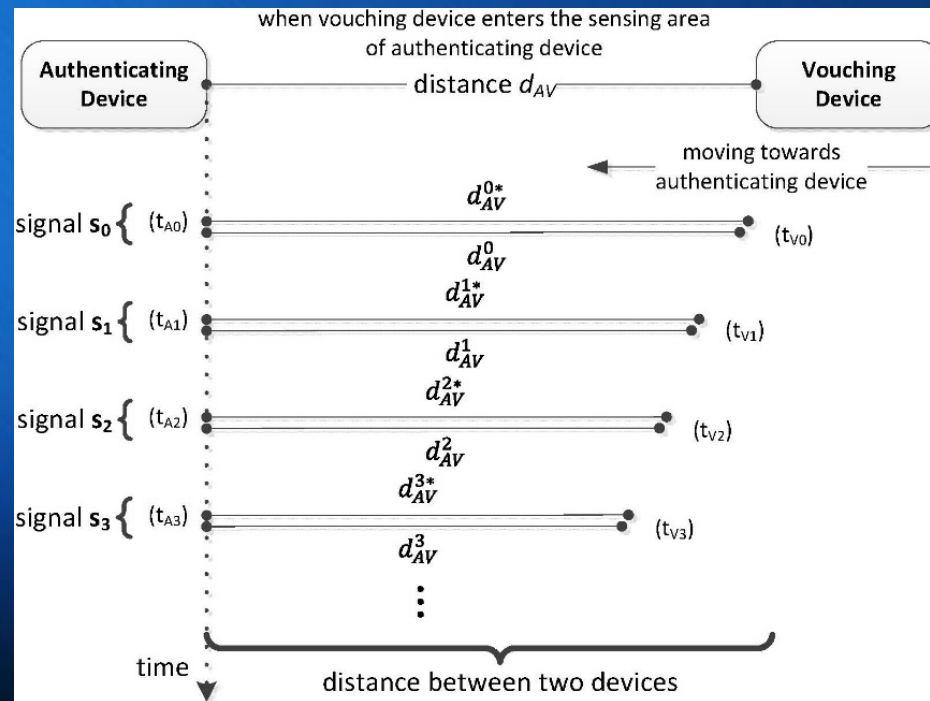 when vouching device enters the sensing area
of authenticating device
Authenticating
Device
distance d_AV
Vouching
Device
moving towards
authenticating device
d_AV^0*
signal s₀ { (t_A0)
(t_V0)
d_AV^0
d_AV^1*
signal s₁ { (t_A1)
(t_V1)
d_AV^1
d_AV^2*
signal s₂ { (t_A2)
(t_V2)
d_AV^2
d_AV^3*
signal s₃ { (t_A3)
(t_V3)
d_AV^3
⋮
time
distance between two devices